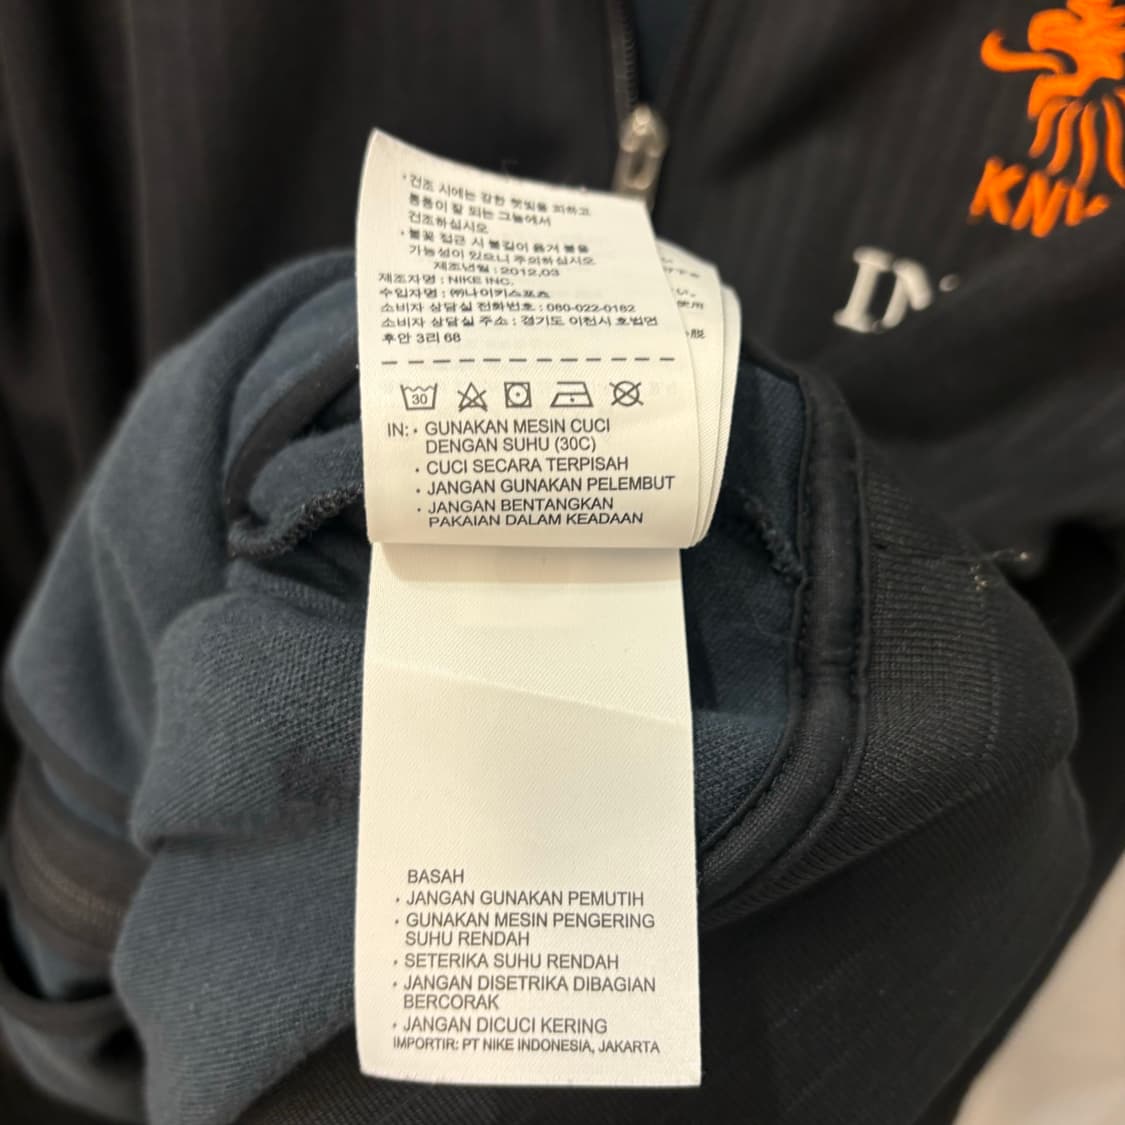 KNV
IN
• 건조 시에는 강한 햇빛을 피하고
통풍이 잘 되는 그늘에서
건조하십시오
• 불꽃 접근 시 불길이 옮겨 붙을
가능성이 있으니 주의하십시오
제조년월 : 2012.03
제조자명 : NIKE INC.
수입자명 : ㈜나이키스포츠
소비자 상담실 전화번호 : 080-022-0182
소비자 상담실 주소 : 경기도 이천시 호법면
후안 3리 66
30
IN: • GUNAKAN MESIN CUCI
DENGAN SUHU (30C)
• CUCI SECARA TERPISAH
• JANGAN GUNAKAN PELEMBUT
• JANGAN BENTANGKAN
PAKAIAN DALAM KEADAAN
BASAH
• JANGAN GUNAKAN PEMUTIH
• GUNAKAN MESIN PENGERING
SUHU RENDAH
• SETERIKA SUHU RENDAH
• JANGAN DISETRIKA DIBAGIAN
BERCORAK
• JANGAN DICUCI KERING
IMPORTIR: PT NIKE INDONESIA, JAKARTA